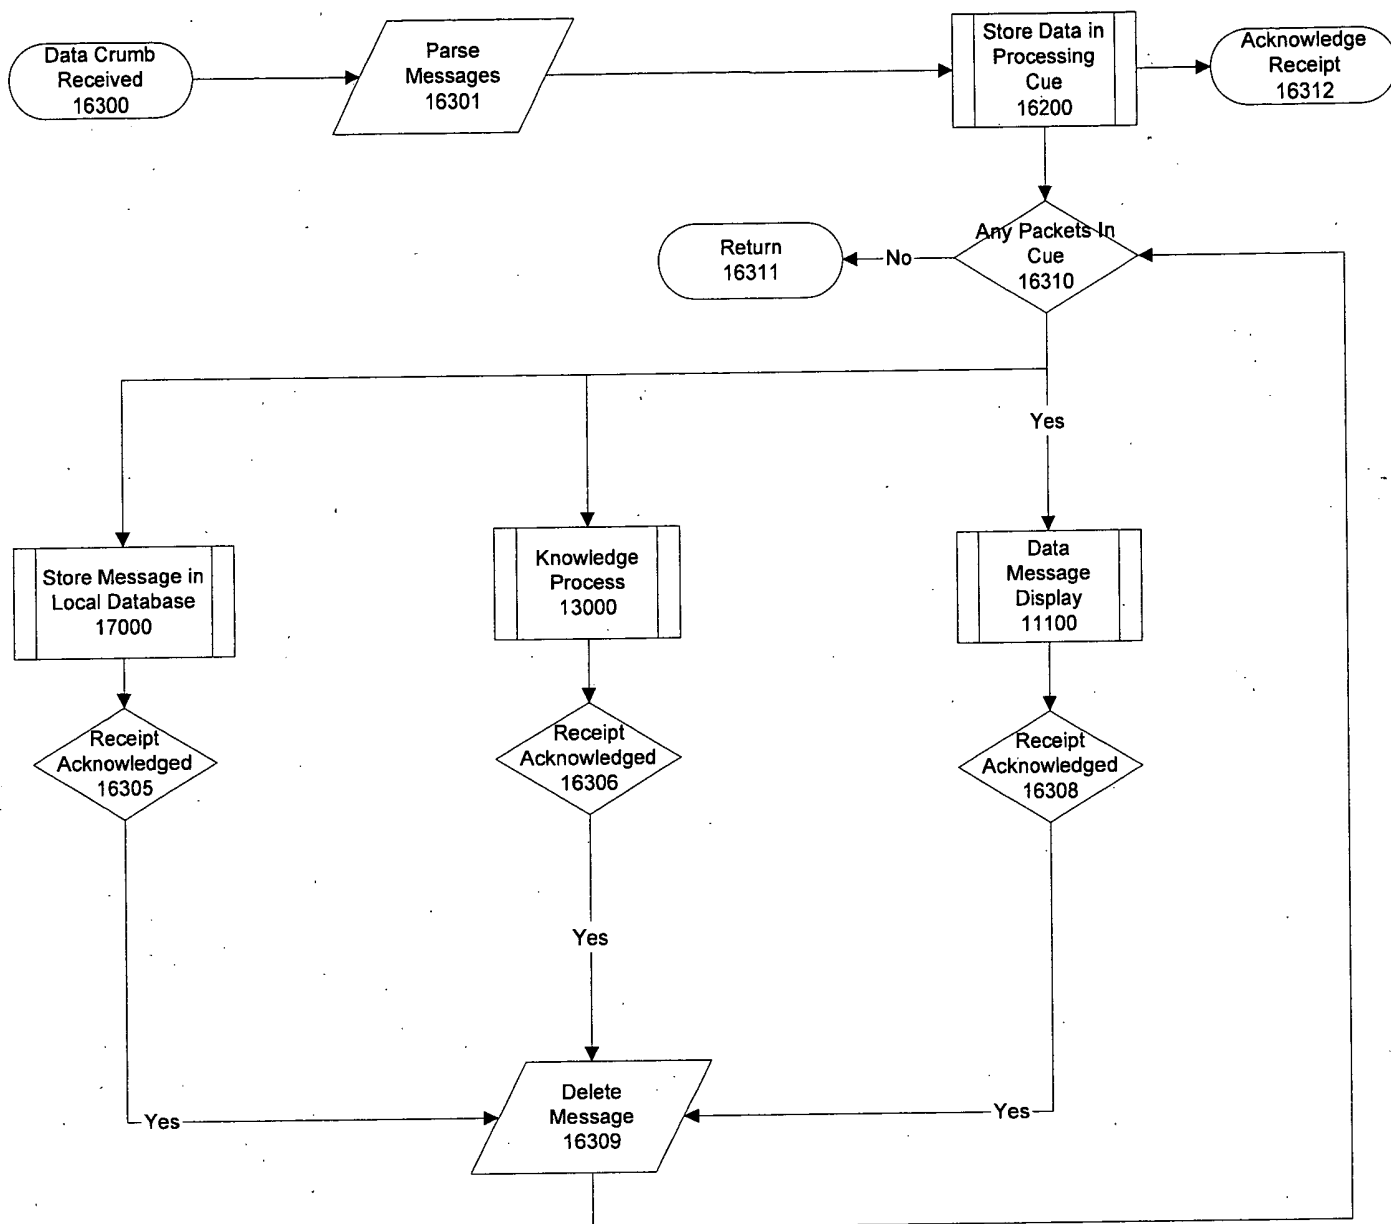 Data Crumb
Received
16300
Parse
Messages
16301
Store Data in
Processing
Cue
16200
Acknowledge
Receipt
16312
Any Packets In
Cue
16310
No
Return
16311
Yes
Store Message in
Local Database
17000
Knowledge
Process
13000
Data
Message
Display
11100
Receipt
Acknowledged
16305
Receipt
Acknowledged
16306
Receipt
Acknowledged
16308
Yes
Yes
Yes
Delete
Message
16309